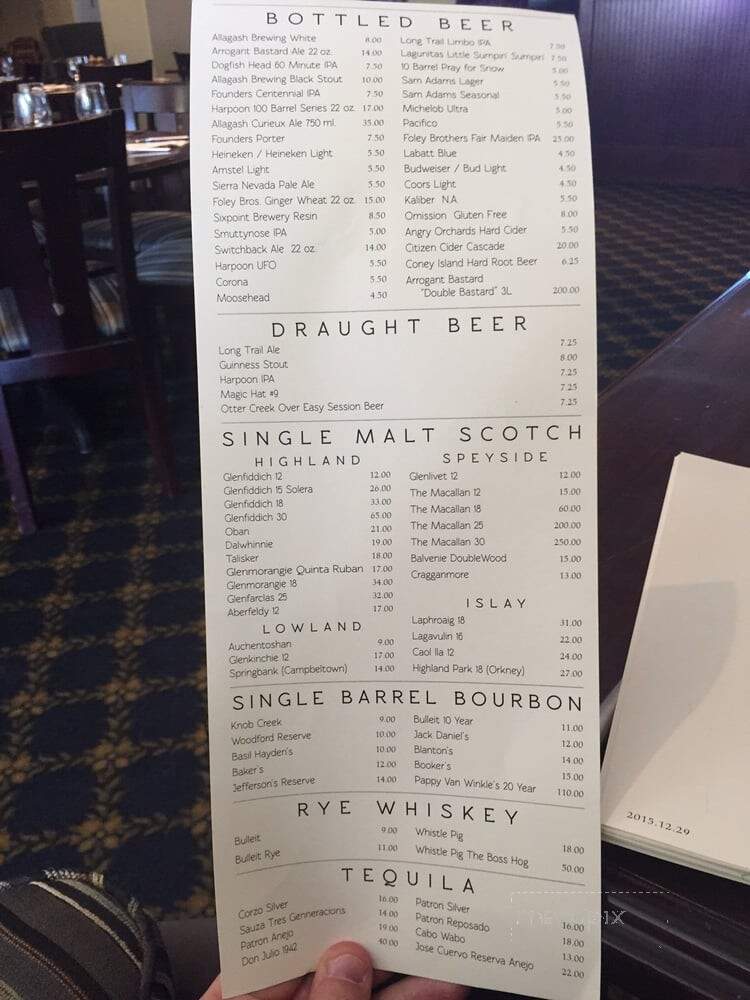 BOTTLED BEER
Allagash Brewing White 8.00
Arrogant Bastard Ale 22 oz. 14.00
Dogfish Head 60 Minute IPA 7.50
Allagash Brewing Black Stout 10.00
Founders Centennial IPA 7.50
Harpoon 100 Barrel Series 22 oz. 17.00
Allagash Curieux Ale 750 ml. 35.00
Founders Porter 7.50
Heineken / Heineken Light 5.50
Amstel Light 5.50
Sierra Nevada Pale Ale 5.50
Foley Bros. Ginger Wheat 22 oz. 15.00
Sixpoint Brewery Resin 8.50
Smuttynose IPA 5.00
Switchback Ale 22 oz. 14.00
Harpoon UFO 5.50
Corona 5.50
Moosehead 4.50
Long Trail Limbo IPA 7.50
Lagunitas Little Sumpin' Sumpin' 7.50
10 Barrel Pray for Snow 5.00
Sam Adams Lager 5.50
Sam Adams Seasonal 5.50
Michelob Ultra 5.00
Pacifico 5.50
Foley Brothers Fair Maiden IPA 25.00
Labatt Blue 4.50
Budweiser / Bud Light 4.50
Coors Light 4.50
Kaliber N.A. 5.50
Omission Gluten Free 8.00
Angry Orchards Hard Cider 5.50
Citizen Cider Cascade 20.00
Coney Island Hard Root Beer 6.25
Arrogant Bastard
"Double Bastard" 3L 200.00
DRAUGHT BEER
Long Trail Ale 7.25
Guinness Stout 8.00
Harpoon IPA 7.25
Magic Hat #9 7.25
Otter Creek Over Easy Session Beer 7.25
SINGLE MALT SCOTCH
HIGHLAND
Glenfiddich 12 12.00
Glenfiddich 15 Solera 26.00
Glenfiddich 18 33.00
Glenfiddich 30 65.00
Oban 21.00
Dalwhinnie 19.00
Talisker 18.00
Glenmorangie Quinta Ruban 17.00
Glenmorangie 18 34.00
Glenfarclas 25 32.00
Aberfeldy 12 17.00
LOWLAND
Auchentoshan 9.00
Glenkinchie 12 17.00
Springbank (Campbeltown) 14.00
SPEYSIDE
Glenlivet 12 12.00
The Macallan 12 15.00
The Macallan 18 60.00
The Macallan 25 200.00
The Macallan 30 250.00
Balvenie DoubleWood 15.00
Cragganmore 13.00
ISLAY
Laphroaig 18 31.00
Lagavulin 16 22.00
Caol Ila 12 24.00
Highland Park 18 (Orkney) 27.00
SINGLE BARREL BOURBON
Knob Creek 9.00
Woodford Reserve 10.00
Basil Hayden's 10.00
Baker's 12.00
Jefferson's Reserve 14.00
Bulleit 10 Year 11.00
Jack Daniel's 12.00
Blanton's 14.00
Booker's 15.00
Pappy Van Winkle's 20 Year 110.00
RYE WHISKEY
Bulleit 9.00
Bulleit Rye 11.00
Whistle Pig 18.00
Whistle Pig The Boss Hog 50.00
TEQUILA
Corzo Silver 16.00
Sauza Tres Genneracions 14.00
Patron Anejo 19.00
Don Julio 1942 40.00
Patron Silver 16.00
Patron Reposado 18.00
Cabo Wabo 13.00
Jose Cuervo Reserva Anejo 22.00
2015.12.29